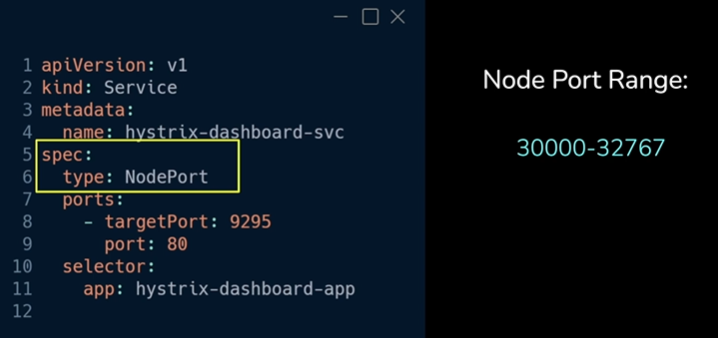 1 apiVersion: v1
2 kind: Service
3 metadata:
4   name: hystrix-dashboard-svc
5 spec:
6   type: NodePort
7   ports:
8     - targetPort: 9295
9       port: 80
10   selector:
11     app: hystrix-dashboard-app
12
Node Port Range:
30000-32767